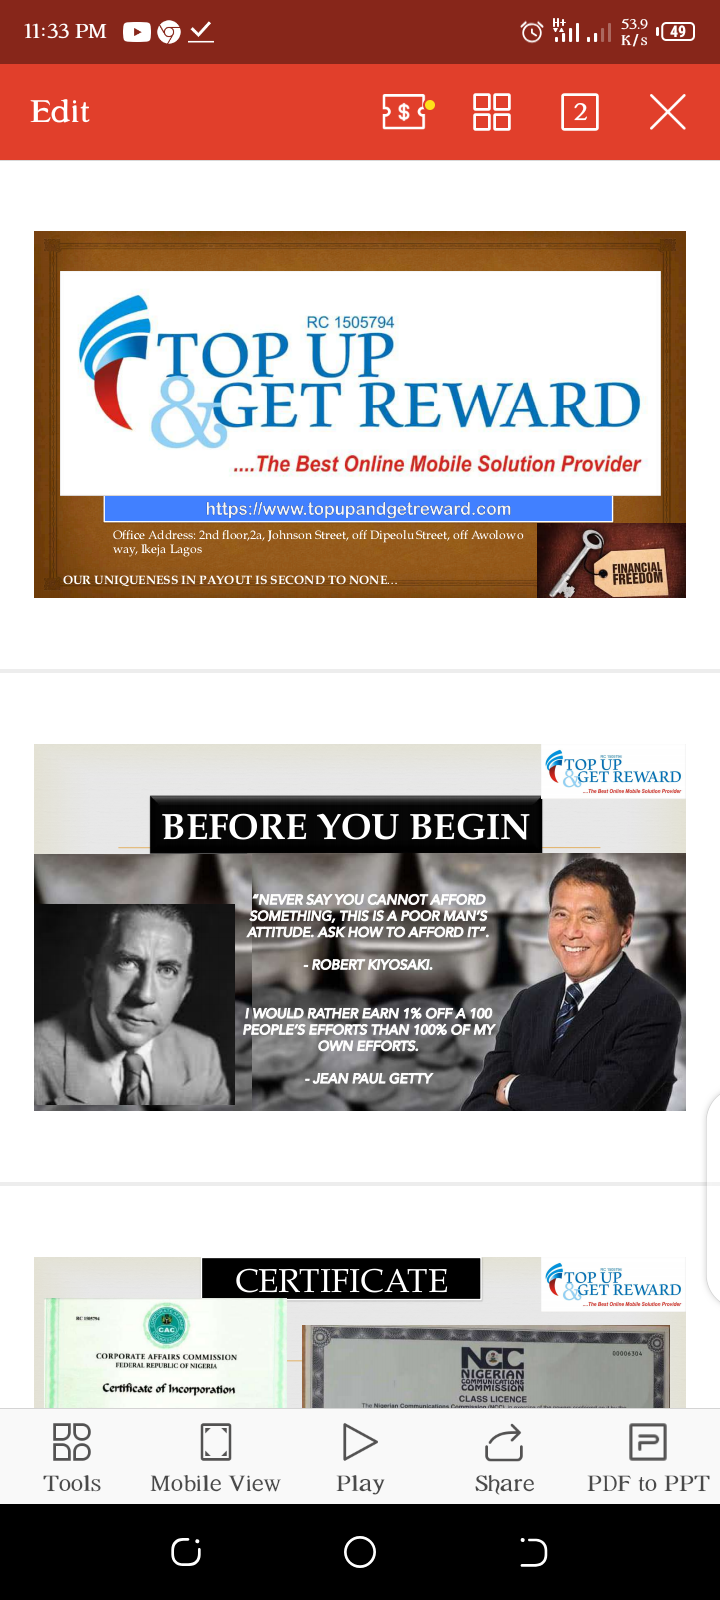 11:33 PM
53.9
K/s
49
H+
Edit
$
2
RC 1505794
TOP UP
& GET REWARD
....The Best Online Mobile Solution Provider
https://www.topupandgetreward.com
Office Address: 2nd floor,2a, Johnson Street, off Dipeolu Street, off Awolowo
way, Ikeja Lagos
OUR UNIQUENESS IN PAYOUT IS SECOND TO NONE...
FINANCIAL
FREEDOM
RC 1505794
TOP UP
& GET REWARD
....The Best Online Mobile Solution Provider
BEFORE YOU BEGIN
"NEVER SAY YOU CANNOT AFFORD
SOMETHING, THIS IS A POOR MAN'S
ATTITUDE. ASK HOW TO AFFORD IT".
- ROBERT KIYOSAKI.
I WOULD RATHER EARN 1% OFF A 100
PEOPLE'S EFFORTS THAN 100% OF MY
OWN EFFORTS.
- JEAN PAUL GETTY
CERTIFICATE
TOP UP
& GET REWARD
....The Best Online Mobile Solution Provider
RC 1505794
CAC
CORPORATE AFFAIRS COMMISSION
FEDERAL REPUBLIC OF NIGERIA
Certificate of Incorporation
NCC
00006304
NIGERIAN
COMMUNICATIONS
COMMISSION
CLASS LICENCE
The Nigerian Communications Commission (NCC), in exercise of the
Tools
Mobile View
Play
Share
PDF to PPT